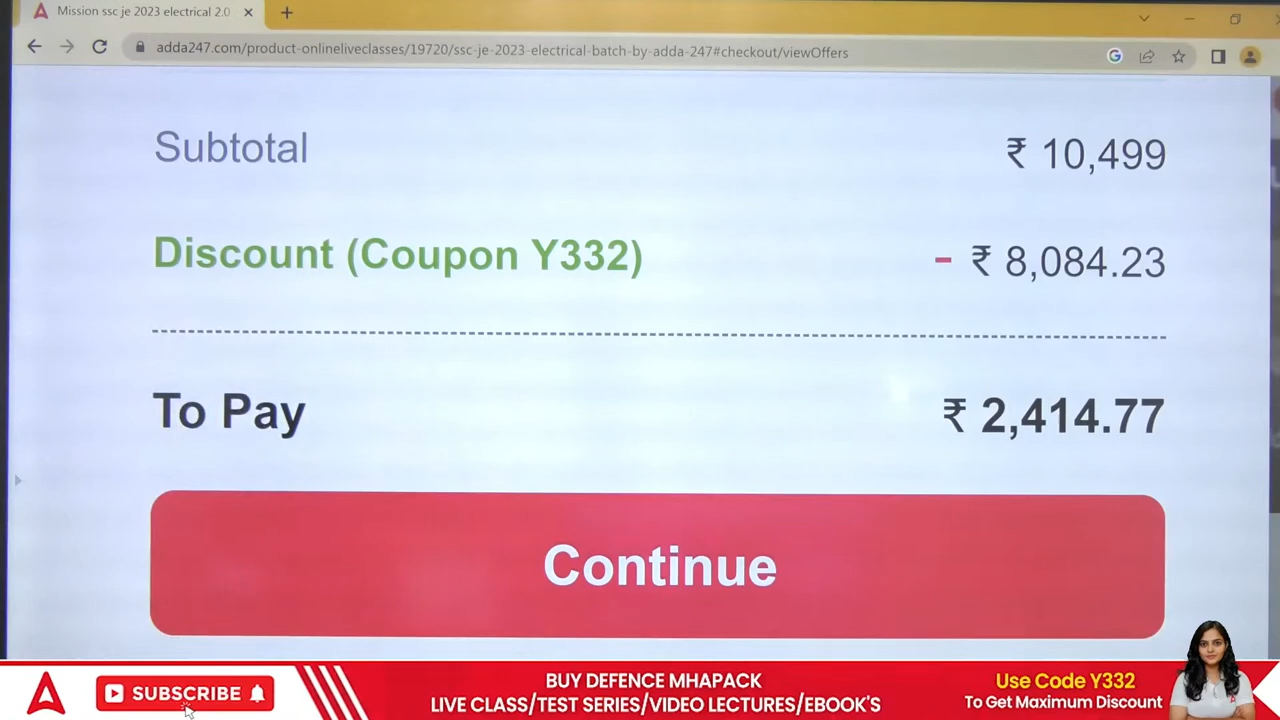 Mission ssc je 2023 electrical 2.0
adda247.com/product-onlineliveclasses/19720/ssc-je-2023-electrical-batch-by-adda-247#checkout/viewOffers
Subtotal ₹ 10,499
Discount (Coupon Y332) - ₹ 8,084.23
To Pay ₹ 2,414.77
Continue
SUBSCRIBE
BUY DEFENCE MHAPACK
LIVE CLASS/TEST SERIES/VIDEO LECTURES/EBOOK'S
Use Code Y332
To Get Maximum Discount